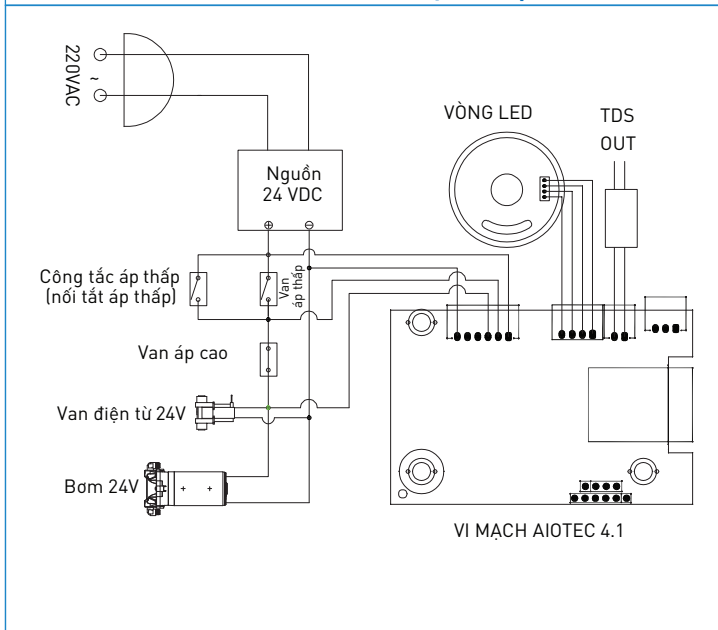 220VAC
~
VÒNG LED
TDS
OUT
Nguồn
24 VDC
Công tắc áp thấp
(nối tắt áp thấp)
Van
áp thấp
Van áp cao
Van điện từ 24V
Bơm 24V
VI MẠCH AIOTEC 4.1